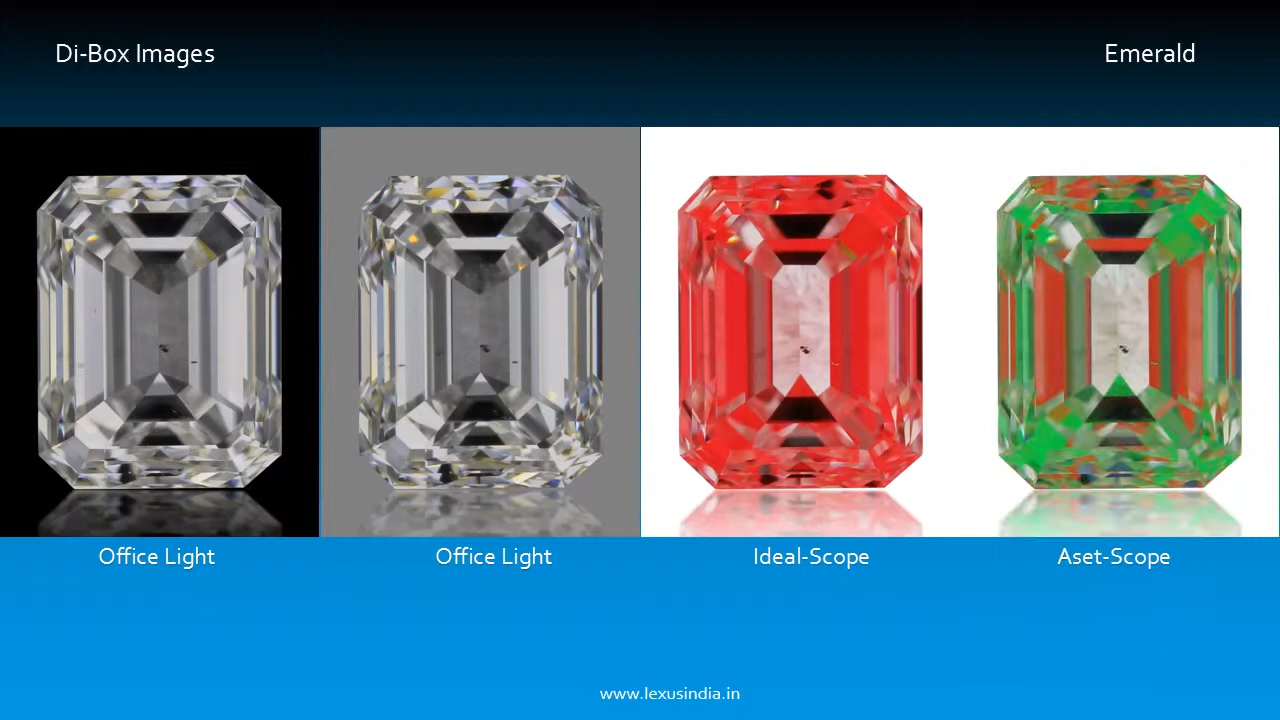 Di-Box Images
Emerald
Office Light
Office Light
Ideal-Scope
Aset-Scope
www.lexusindia.in